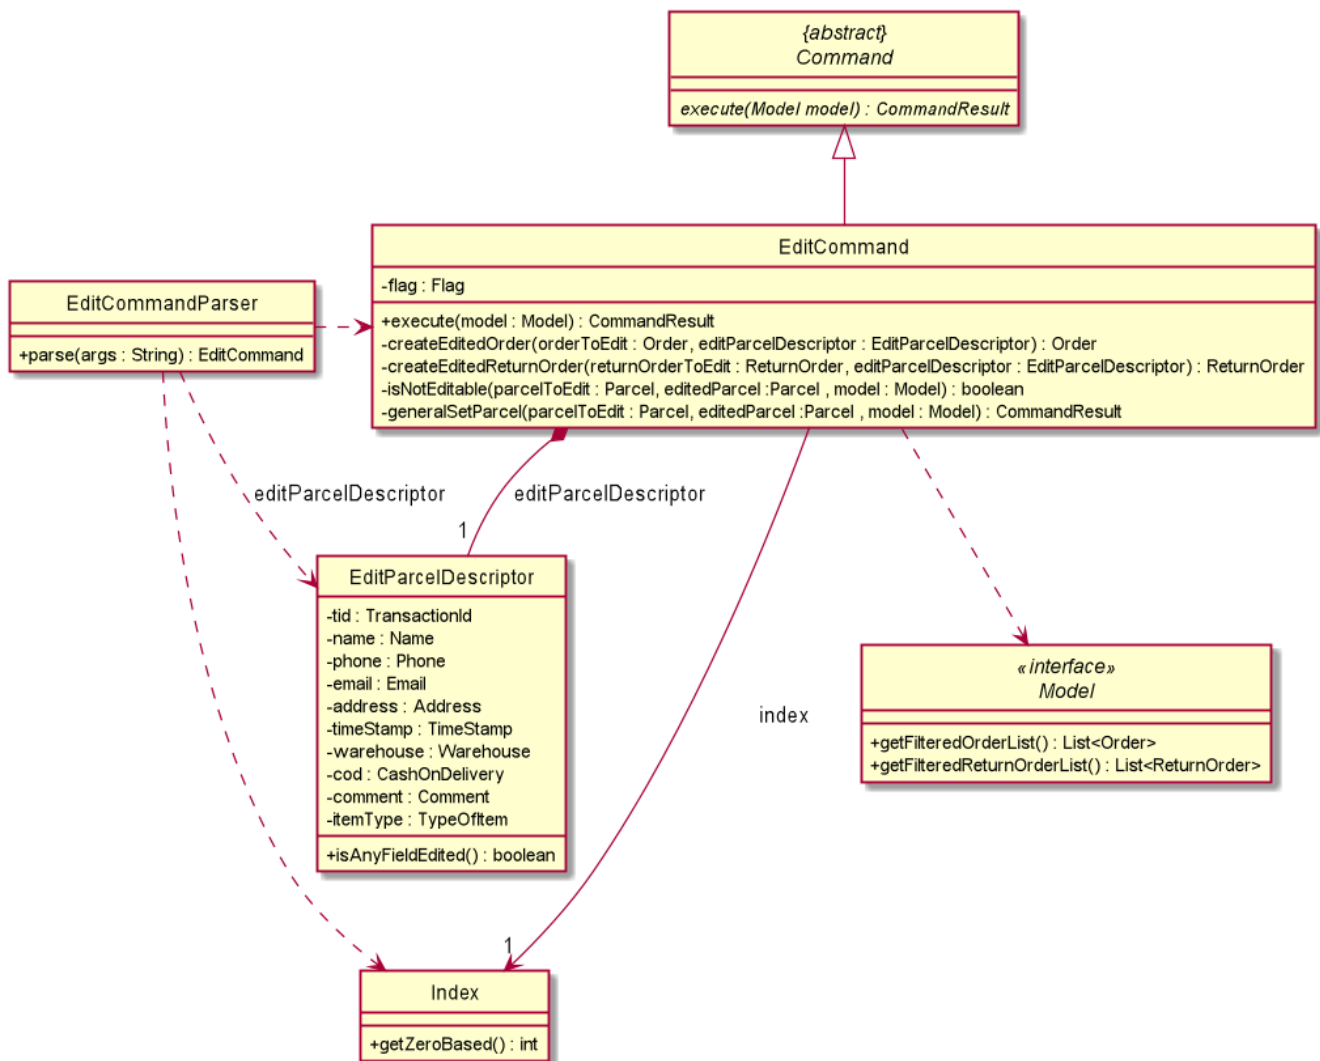 {abstract}
Command
execute(Model model) : CommandResult
EditCommand
-flag : Flag
+execute(model : Model) : CommandResult
-createEditedOrder(orderToEdit : Order, editParcelDescriptor : EditParcelDescriptor) : Order
-createEditedReturnOrder(returnOrderToEdit : ReturnOrder, editParcelDescriptor : EditParcelDescriptor) : ReturnOrder
-isNotEditable(parcelToEdit : Parcel, editedParcel :Parcel , model : Model) : boolean
-generalSetParcel(parcelToEdit : Parcel, editedParcel :Parcel , model : Model) : CommandResult
EditCommandParser
+parse(args : String) : EditCommand
editParcelDescriptor
editParcelDescriptor
1
EditParcelDescriptor
-tid : TransactionId
-name : Name
-phone : Phone
-email : Email
-address : Address
-timeStamp : TimeStamp
-warehouse : Warehouse
-cod : CashOnDelivery
-comment : Comment
-itemType : TypeOfItem
+isAnyFieldEdited() : boolean
index
«interface»
Model
+getFilteredOrderList() : List<Order>
+getFilteredReturnOrderList() : List<ReturnOrder>
1
Index
+getZeroBased() : int